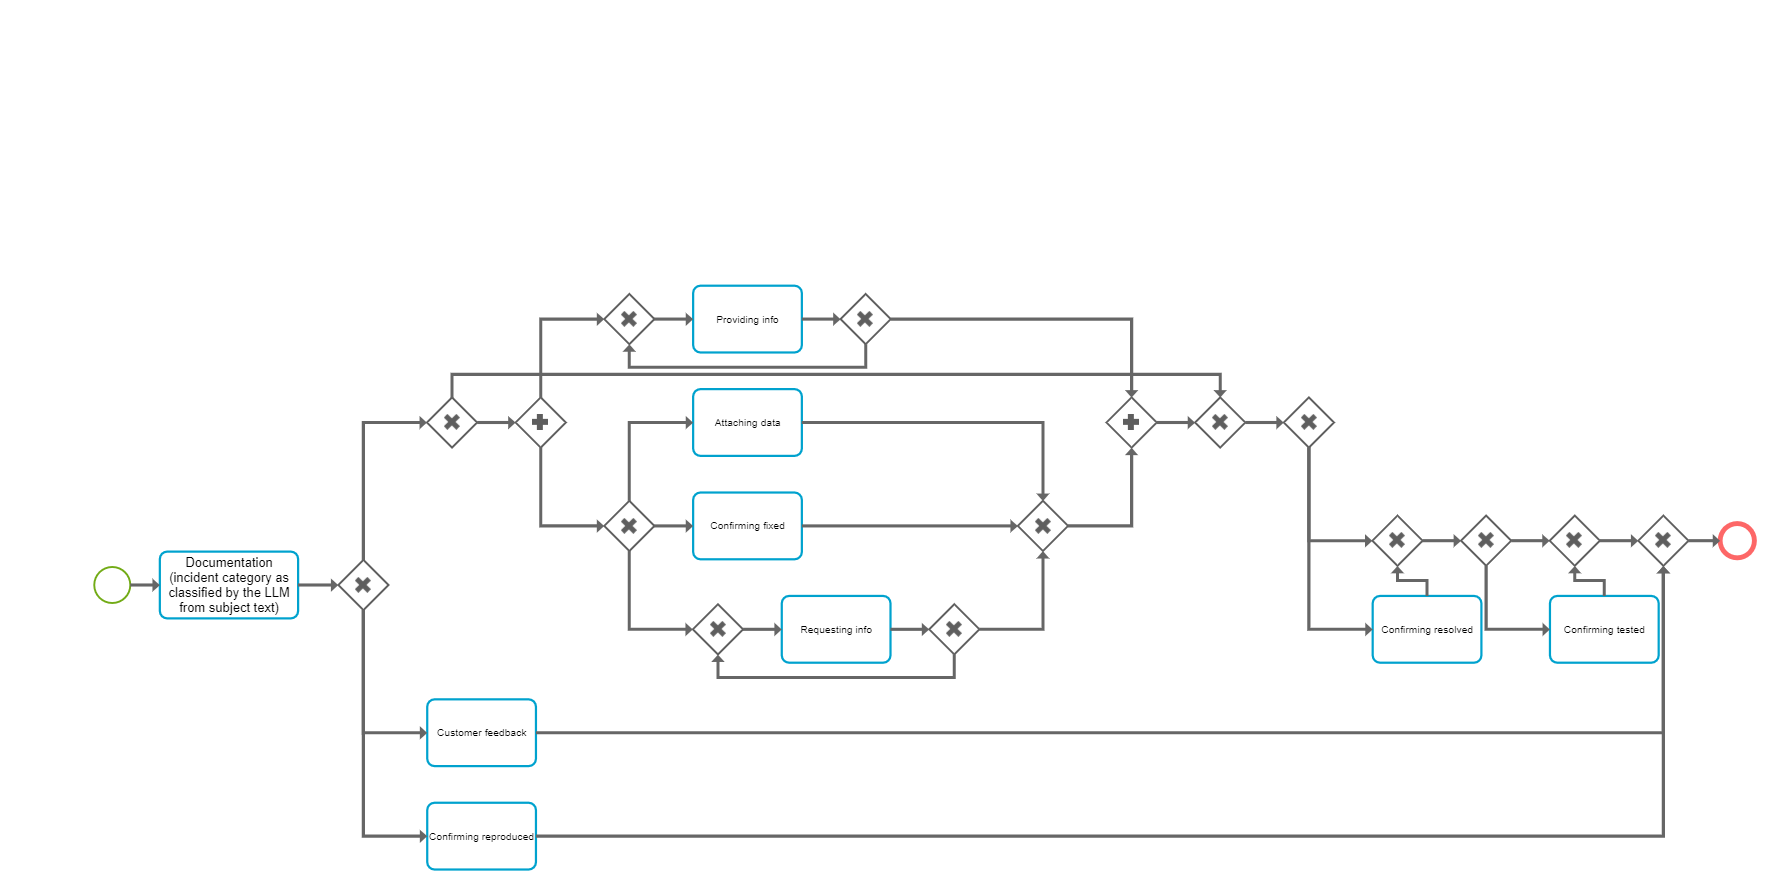 Providing info
Attaching data
Confirming fixed
Documentation
(incident category as
classified by the LLM
from subject text)
Requesting info
Confirming resolved
Confirming tested
Customer feedback
Confirming reproduced